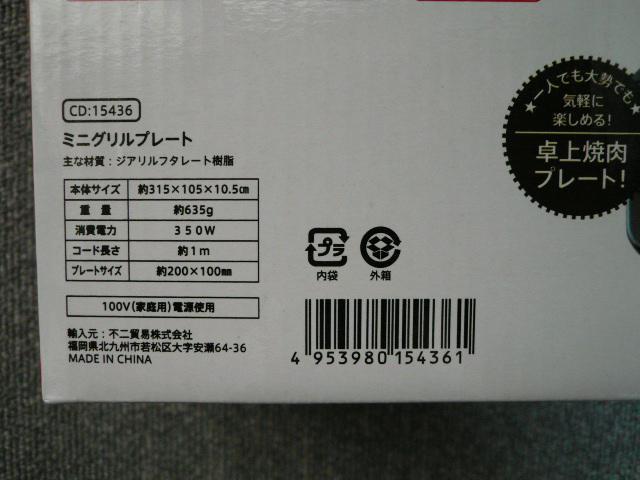 CD:15436
ミニグリルプレート
主な材質：ジアリルフタレート樹脂
本体サイズ 約315×105×10.5㎝
重量 約635g
消費電力 350W
コード長さ 約1m
プレートサイズ 約200×100㎜
100V(家庭用)電源使用
輸入元：不二貿易株式会社
福岡県北九州市若松区大字安瀬64-36
MADE IN CHINA
プラ
内袋
外箱
4 953980 154361
★一人でも大勢でも★
気軽に
楽しめる!
卓上焼肉
プレート!